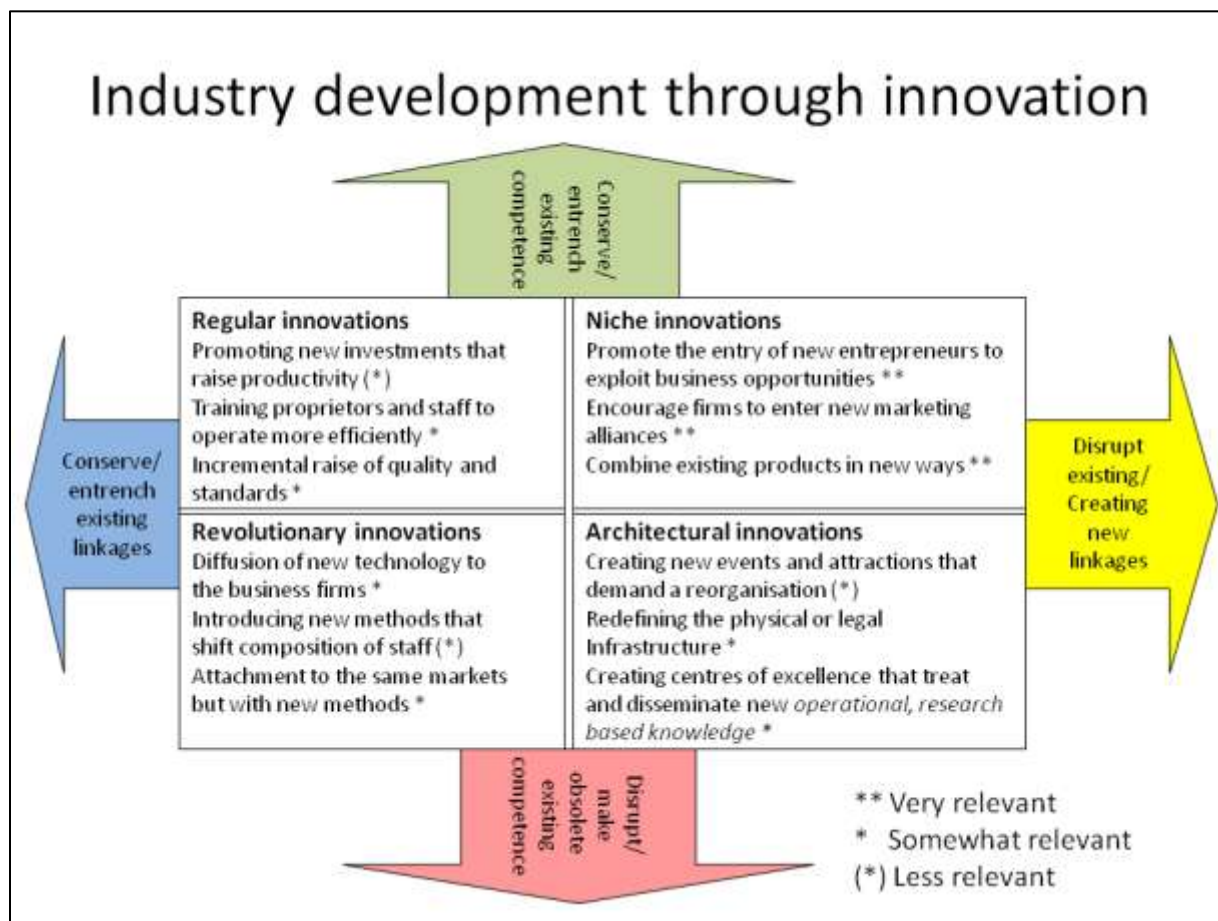 Industry development through innovation
Conserve/
entrench
existing
competence
Regular innovations
Promoting new investments that
raise productivity (*)
Training proprietors and staff to
operate more efficiently *
Incremental raise of quality and
standards *
Niche innovations
Promote the entry of new entrepreneurs to
exploit business opportunities **
Encourage firms to enter new marketing
alliances **
Combine existing products in new ways **
Conserve/
entrench
existing
linkages
Disrupt
existing/
Creating
new
linkages
Revolutionary innovations
Diffusion of new technology to
the business firms *
Introducing new methods that
shift composition of staff (*)
Attachment to the same markets
but with new methods *
Architectural innovations
Creating new events and attractions that
demand a reorganisation (*)
Redefining the physical or legal
Infrastructure *
Creating centres of excellence that treat
and disseminate new operational, research
based knowledge *
Disrupt/
make
obsolete
existing
competence
** Very relevant
* Somewhat relevant
(*) Less relevant